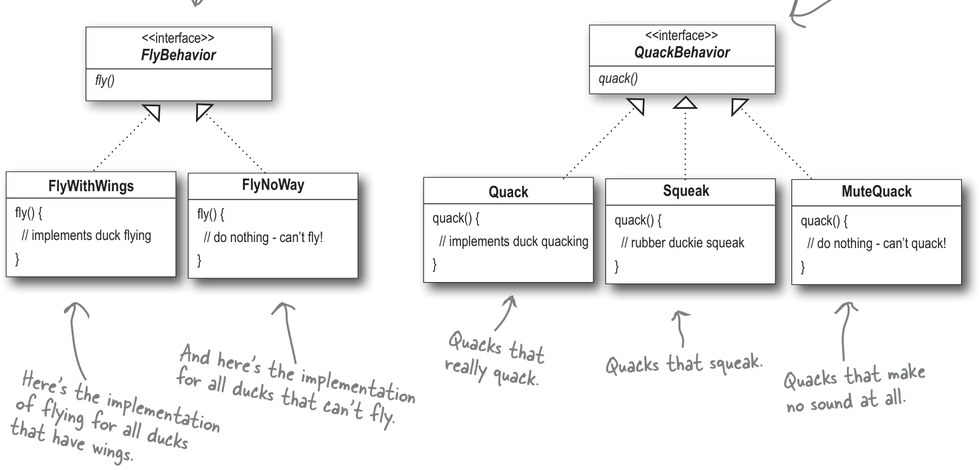 <<interface>>
FlyBehavior
fly()
<<interface>>
QuackBehavior
quack()
FlyWithWings
fly() {
// implements duck flying
}
FlyNoWay
fly() {
// do nothing - can't fly!
}
Quack
quack() {
// implements duck quacking
}
Squeak
quack() {
// rubber duckie squeak
}
MuteQuack
quack() {
// do nothing - can't quack!
}
Here's the implementation
of flying for all ducks
that have wings.
And here's the implementation
for all ducks that can't fly.
Quacks that
really quack.
Quacks that squeak.
Quacks that make
no sound at all.